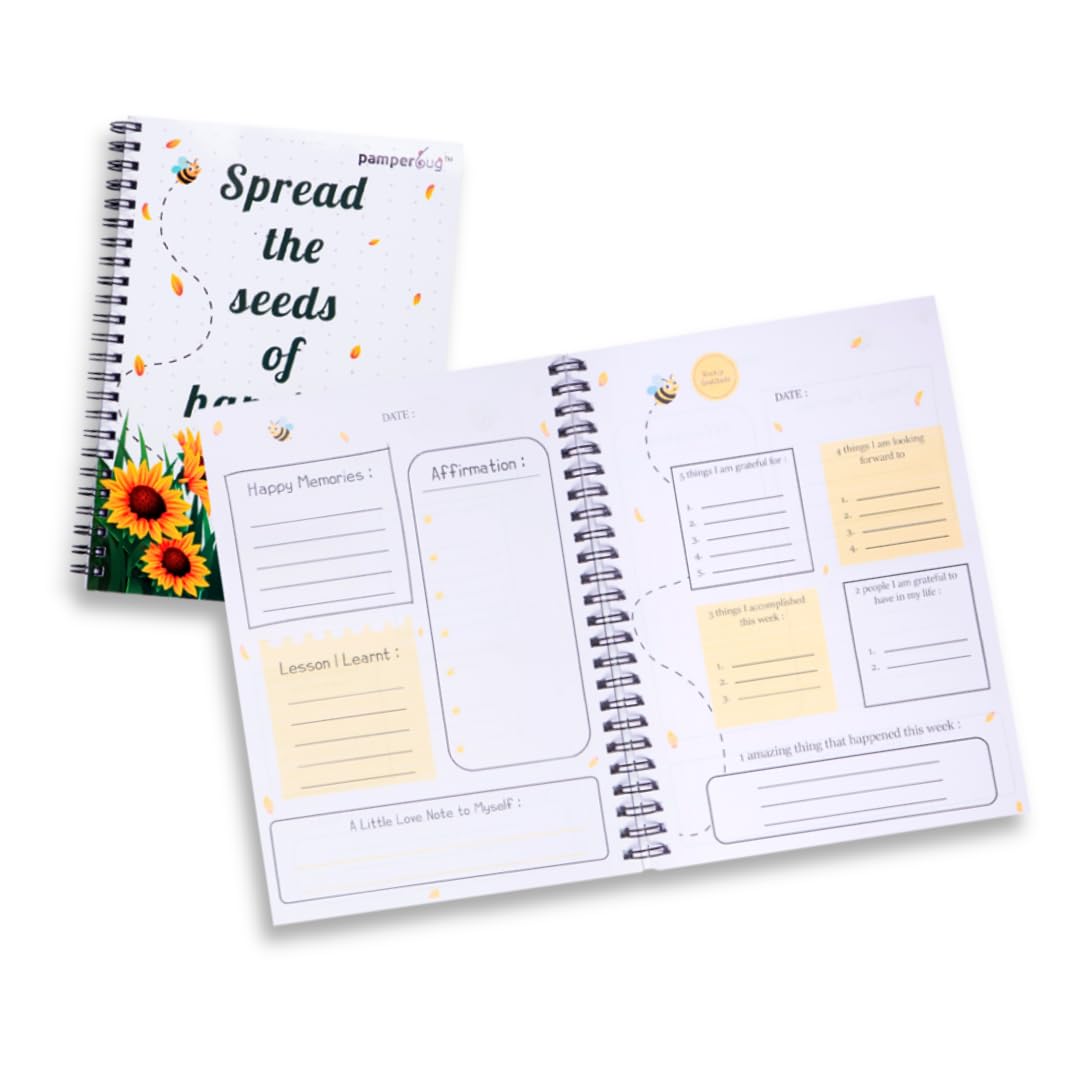 pamperbug™
Spread
the
seeds
of
DATE :
Happy Memories :
Affirmation :
Lesson I Learnt :
A Little Love Note to Myself :
Weekly
Gratitude
DATE :
5 things I am grateful for :
1.
2.
3.
4.
5.
4 things I am looking
forward to
1.
2.
3.
4.
3 things I accomplished
this week :
1.
2.
3.
2 people I am grateful to
have in my life :
1.
2.
1 amazing thing that happened this week :